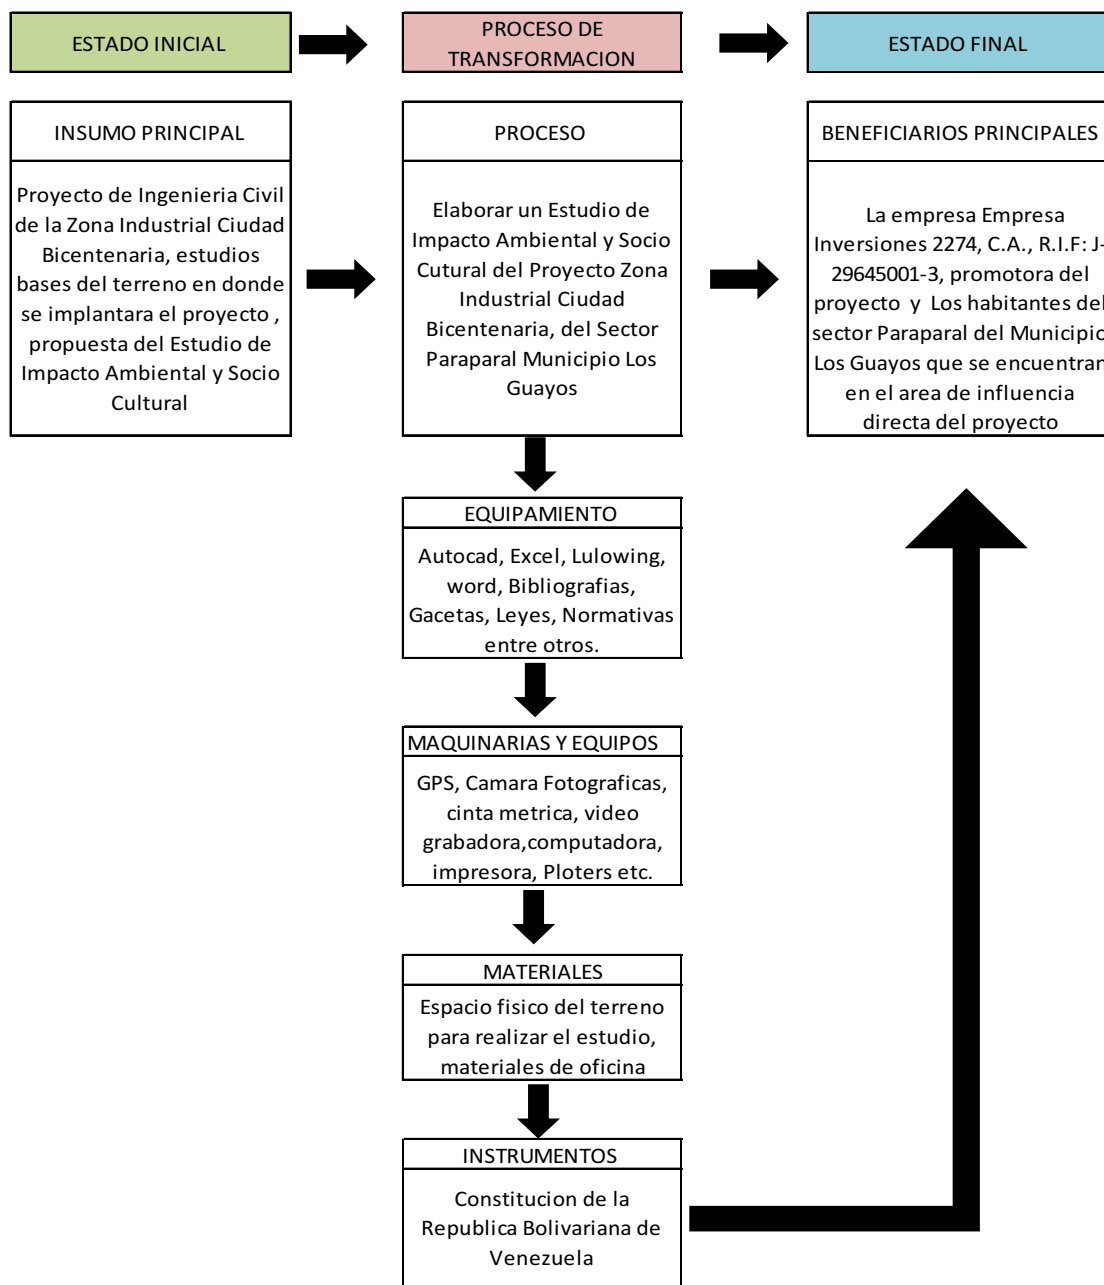 ESTADO INICIAL
PROCESO DE
TRANSFORMACION
ESTADO FINAL
INSUMO PRINCIPAL
Proyecto de Ingenieria Civil
de la Zona Industrial Ciudad
Bicentenaria, estudios
bases del terreno en donde
se implantara el proyecto ,
propuesta del Estudio de
Impacto Ambiental y Socio
Cultural
PROCESO
Elaborar un Estudio de
Impacto Ambiental y Socio
Cutural del Proyecto Zona
Industrial Ciudad
Bicentenaria, del Sector
Paraparal Municipio Los
Guayos
BENEFICIARIOS PRINCIPALES
La empresa Empresa
Inversiones 2274, C.A., R.I.F: J-
29645001-3, promotora del
proyecto y Los habitantes del
sector Paraparal del Municipio
Los Guayos que se encuentran
en el area de influencia
directa del proyecto
EQUIPAMIENTO
Autocad, Excel, Lulowing,
word, Bibliografias,
Gacetas, Leyes, Normativas
entre otros.
MAQUINARIAS Y EQUIPOS
GPS, Camara Fotograficas,
cinta metrica, video
grabadora,computadora,
impresora, Ploters etc.
MATERIALES
Espacio fisico del terreno
para realizar el estudio,
materiales de oficina
INSTRUMENTOS
Constitucion de la
Republica Bolivariana de
Venezuela